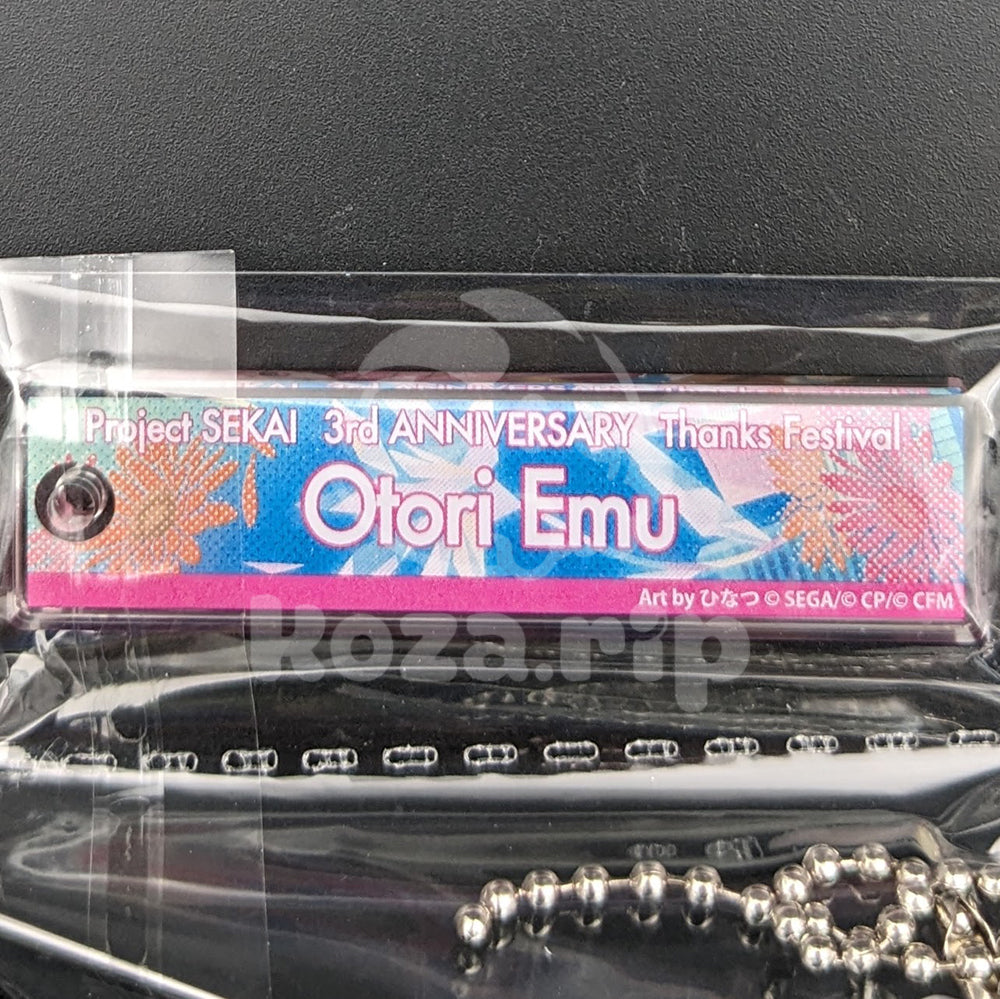 Project SEKAI 3rd ANNIVERSARY Thanks Festival
Otori Emu
Art by ひなつ © SEGA/© CP/© CFM
koza.rip